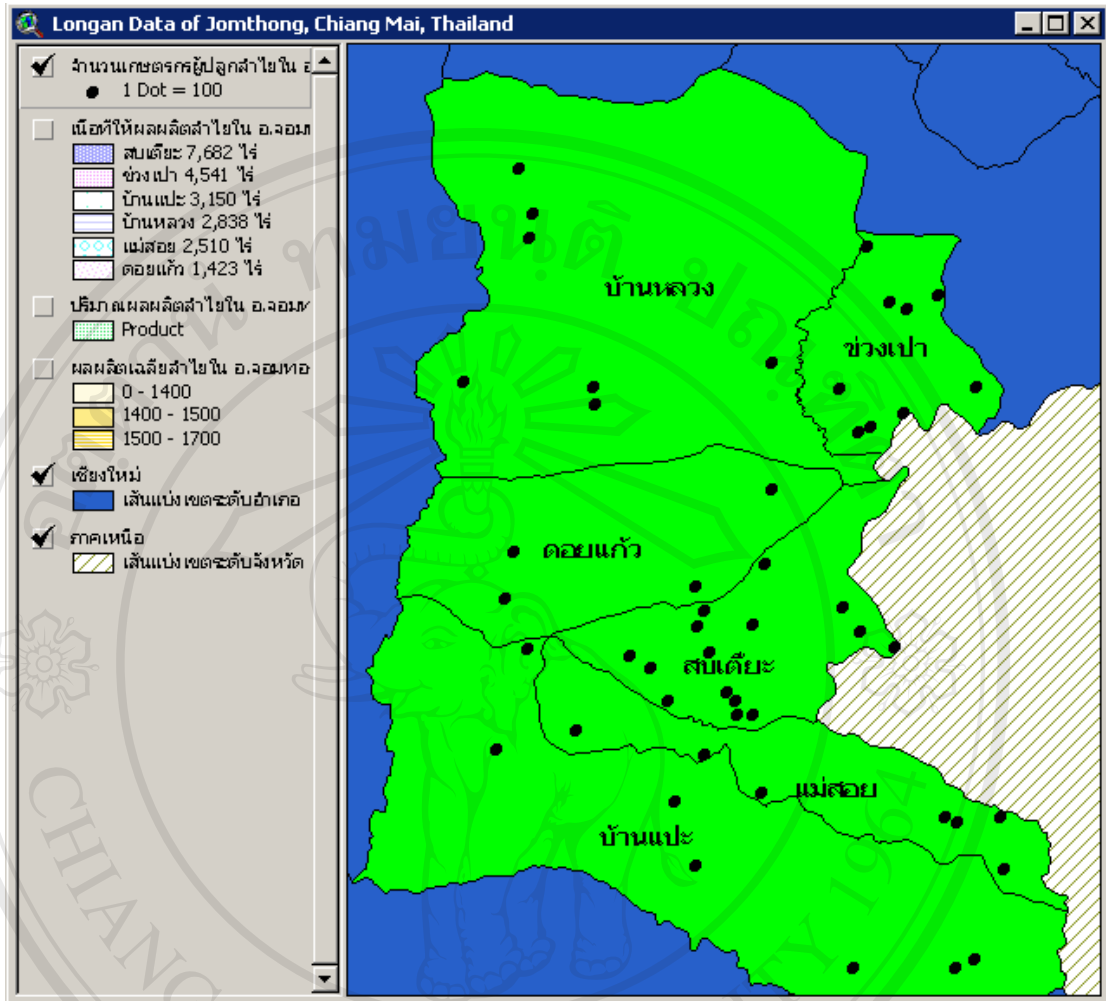 Longan Data of Jomthong, Chiang Mai, Thailand
จำนวนเกษตรกรผู้ปลูกลำไยใน อ
1 Dot = 100
เนื้อที่ให้ผลผลิตลำไยใน อ.จอมท
สบเตี๊ยะ 7,682 ไร่
ข่วงเปา 4,541 ไร่
บ้านแปะ 3,150 ไร่
บ้านหลวง 2,838 ไร่
แม่สอย 2,510 ไร่
ดอยแก้ว 1,423 ไร่
ปริมาณผลผลิตลำไยใน อ.จอมท
Product
ผลผลิตเฉลี่ยลำไยใน อ.จอมทอ
0 - 1400
1400 - 1500
1500 - 1700
เชียงใหม่
เส้นแบ่งเขตระดับอำเภอ
ภาคเหนือ
เส้นแบ่งเขตระดับจังหวัด
บ้านหลวง
ข่วงเปา
ดอยแก้ว
สบเตี๊ยะ
แม่สอย
บ้านแปะ